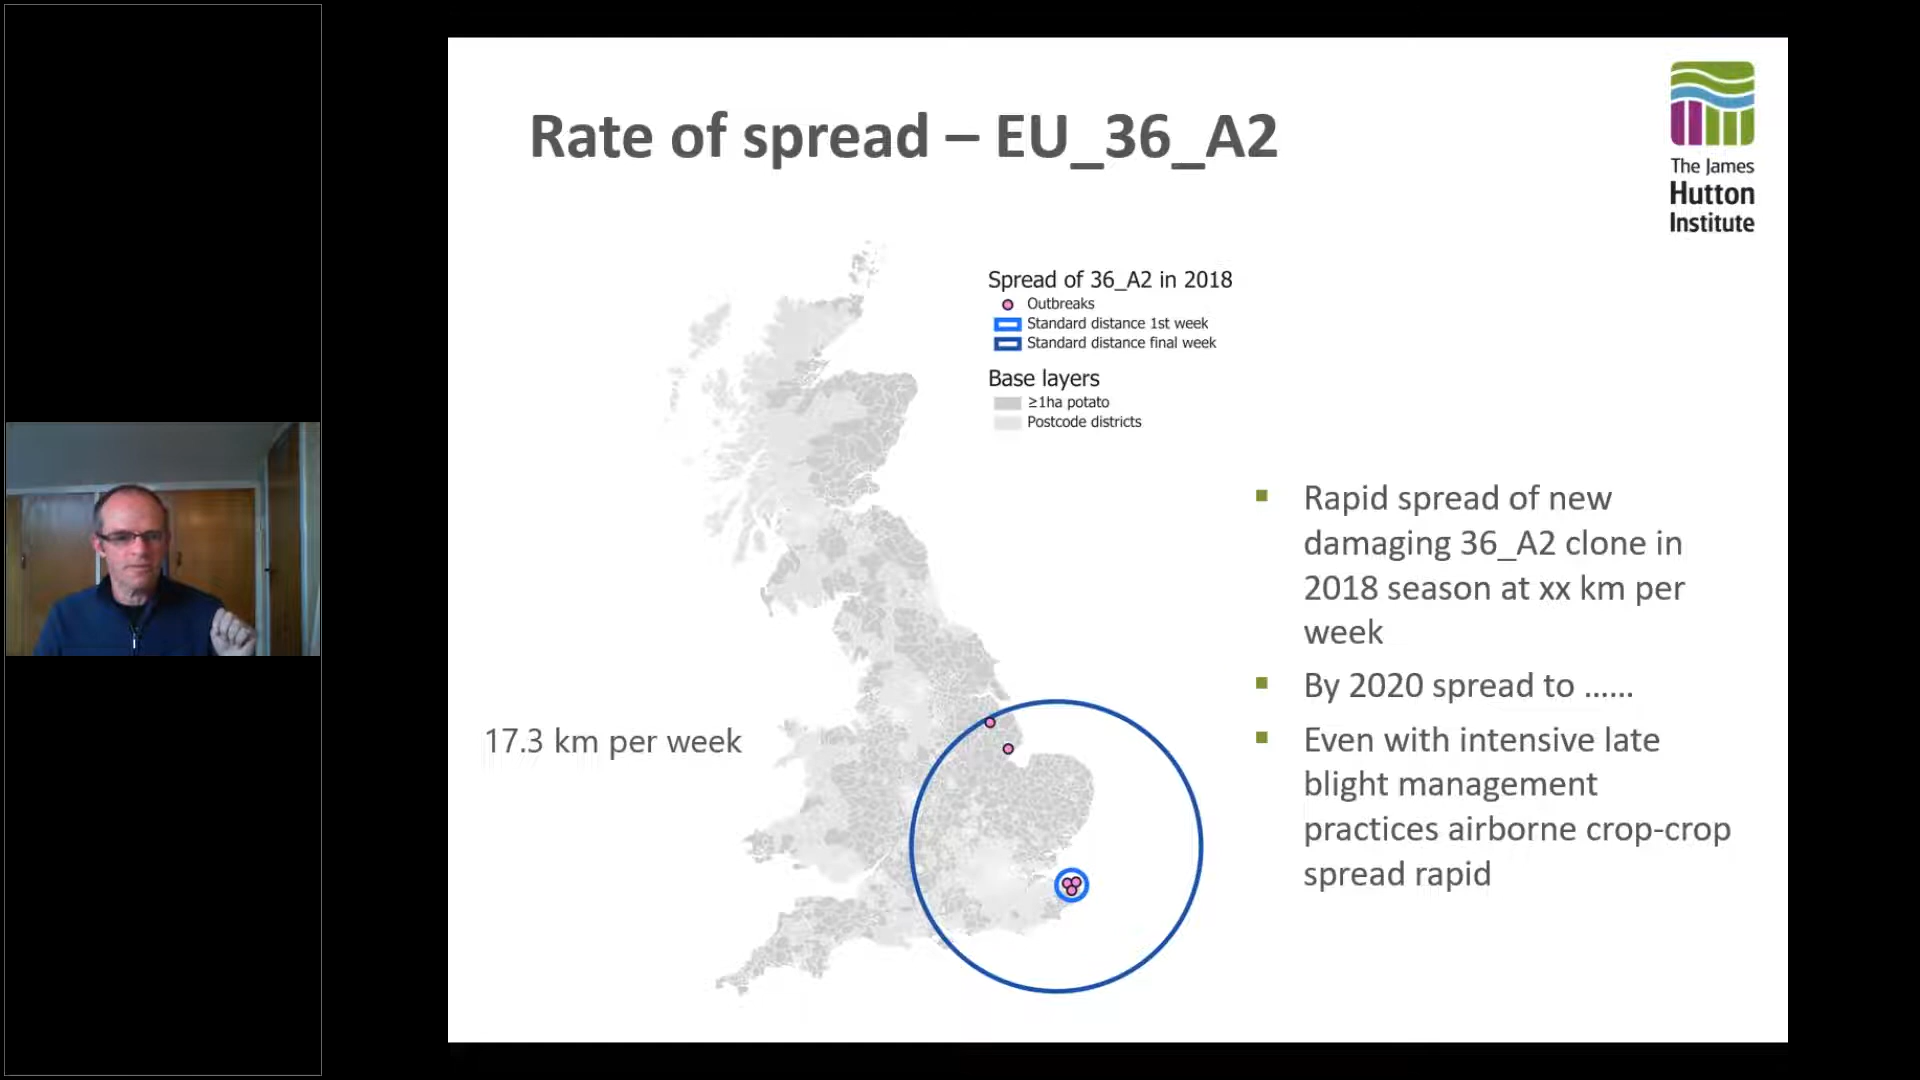 Rate of spread – EU_36_A2
The James
Hutton
Institute
Spread of 36_A2 in 2018
Outbreaks
Standard distance 1st week
Standard distance final week
Base layers
≥1ha potato
Postcode districts
17.3 km per week
Rapid spread of new
damaging 36_A2 clone in
2018 season at xx km per
week
By 2020 spread to ......
Even with intensive late
blight management
practices airborne crop-crop
spread rapid